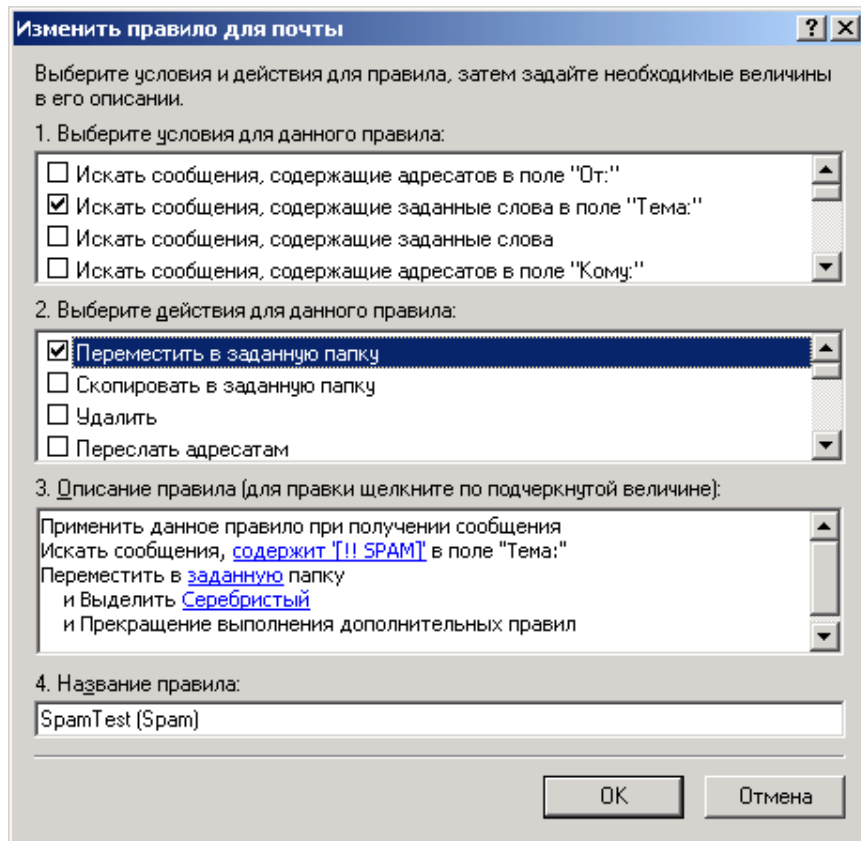 Изменить правило для почты
Выберите условия и действия для правила, затем задайте необходимые величины
в его описании.
1. Выберите условия для данного правила:
Искать сообщения, содержащие адресатов в поле "От:"
Искать сообщения, содержащие заданные слова в поле "Тема:"
Искать сообщения, содержащие заданные слова
Искать сообщения, содержащие адресатов в поле "Кому:"
2. Выберите действия для данного правила:
Переместить в заданную папку
Скопировать в заданную папку
Удалить
Переслать адресатам
3. Описание правила (для правки щелкните по подчеркнутой величине):
Применить данное правило при получении сообщения
Искать сообщения, содержит '[!! SPAM]' в поле "Тема:"
Переместить в заданную папку
и Выделить Серебристый
и Прекращение выполнения дополнительных правил
4. Название правила:
SpamTest (Spam)
OK
Отмена